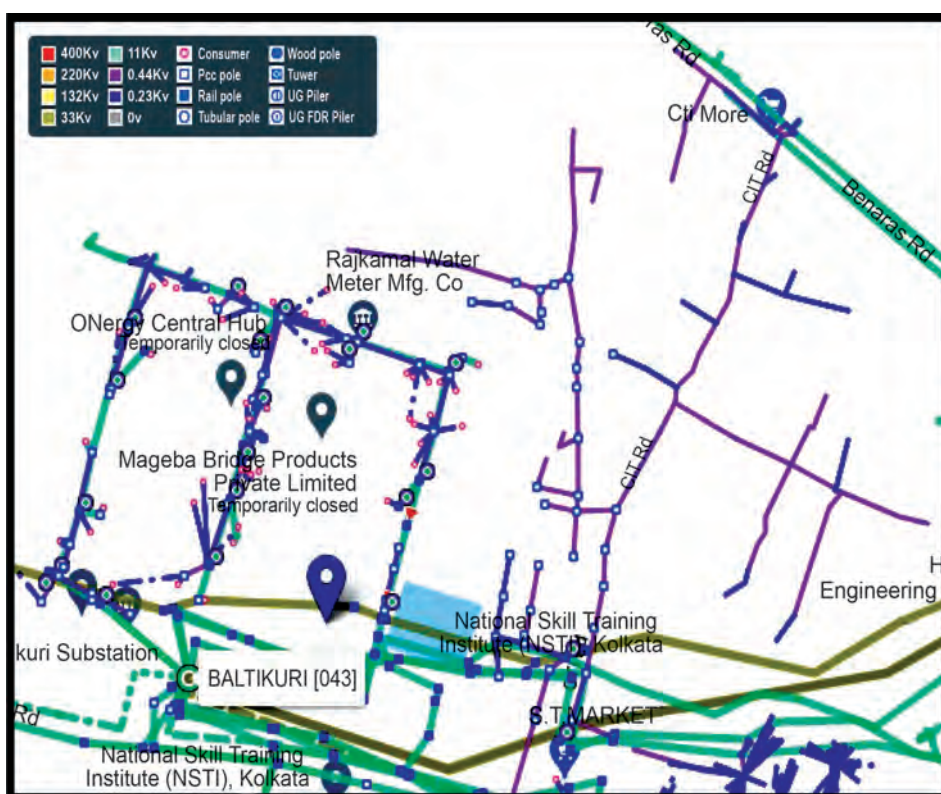 400Kv
11Kv
Consumer
Wood pole
220Kv
0.44Kv
Pcc pole
Tuwer
132Kv
0.23Kv
Rail pole
UG Piler
33Kv
0v
Tubular pole
UG FDR Piler
ras Rd
Cti More
CIT Rd
Benaras Rd
Rajkamal Water
Meter Mfg. Co
ONergy Central Hub
Temporarily closed
CIT Rd
Mageba Bridge Products
Private Limited
Temporarily closed
H
Engineering
National Skill Training
Institute (NSTI), Kolkata
kuri Substation
BALTIKURI [043]
Rd
S.T.MARKET
National Skill Training
Institute (NSTI), Kolkata